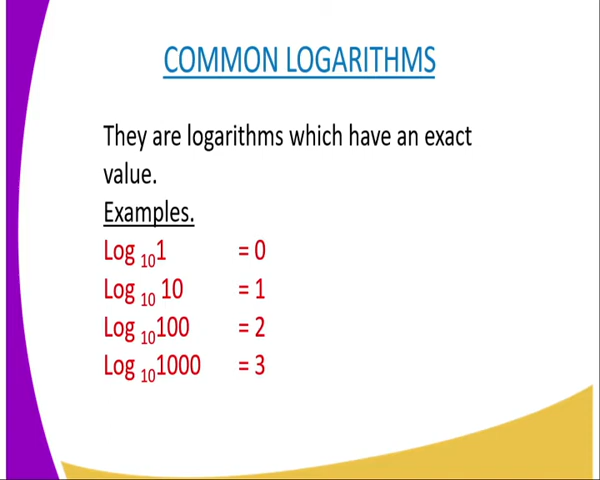 COMMON LOGARITHMS
They are logarithms which have an exact
value.
Examples.
Log ₁₀1 = 0
Log ₁₀ 10 = 1
Log ₁₀100 = 2
Log ₁₀1000 = 3